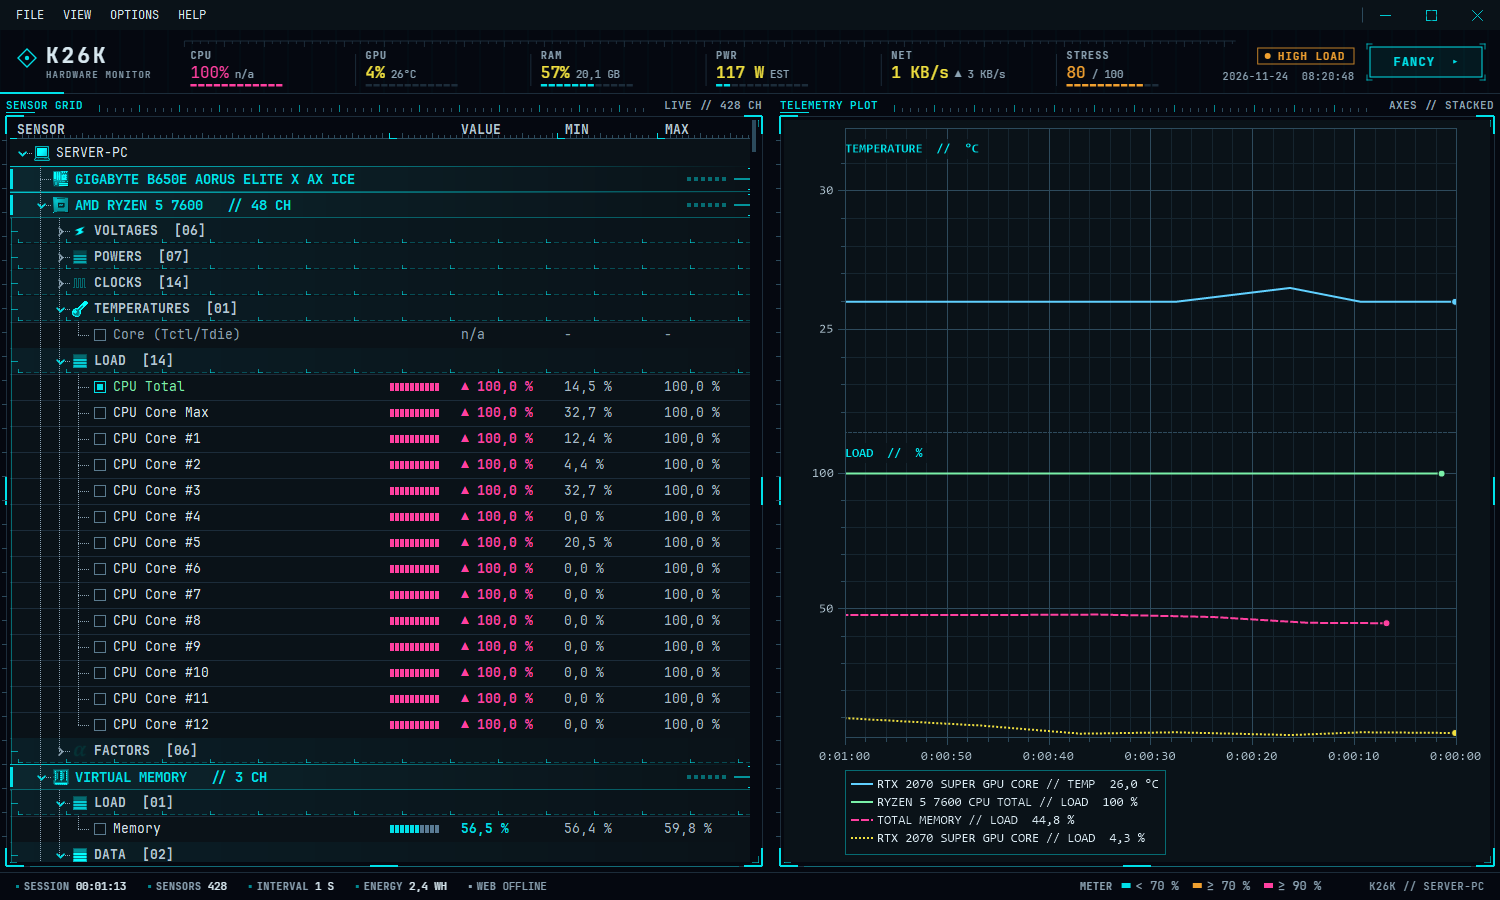 FILE VIEW OPTIONS HELP
K26K
HARDWARE MONITOR
CPU
100% n/a
GPU
4% 26°C
RAM
57% 20,1 GB
PWR
117 W EST
NET
1 KB/s ▲ 3 KB/s
STRESS
80 / 100
HIGH LOAD
2026-11-24 08:20:48
FANCY
SENSOR GRID
LIVE // 428 CH
SENSOR VALUE MIN MAX
SERVER-PC
GIGABYTE B650E AORUS ELITE X AX ICE
AMD RYZEN 5 7600 // 48 CH
VOLTAGES [06]
POWERS [07]
CLOCKS [14]
TEMPERATURES [01]
Core (Tctl/Tdie) n/a - -
LOAD [14]
CPU Total ▲ 100,0 % 14,5 % 100,0 %
CPU Core Max ▲ 100,0 % 32,7 % 100,0 %
CPU Core #1 ▲ 100,0 % 12,4 % 100,0 %
CPU Core #2 ▲ 100,0 % 4,4 % 100,0 %
CPU Core #3 ▲ 100,0 % 32,7 % 100,0 %
CPU Core #4 ▲ 100,0 % 0,0 % 100,0 %
CPU Core #5 ▲ 100,0 % 20,5 % 100,0 %
CPU Core #6 ▲ 100,0 % 0,0 % 100,0 %
CPU Core #7 ▲ 100,0 % 0,0 % 100,0 %
CPU Core #8 ▲ 100,0 % 0,0 % 100,0 %
CPU Core #9 ▲ 100,0 % 0,0 % 100,0 %
CPU Core #10 ▲ 100,0 % 0,0 % 100,0 %
CPU Core #11 ▲ 100,0 % 0,0 % 100,0 %
CPU Core #12 ▲ 100,0 % 0,0 % 100,0 %
FACTORS [06]
VIRTUAL MEMORY // 3 CH
LOAD [01]
Memory 56,5 % 56,4 % 59,8 %
DATA [02]
TELEMETRY PLOT
AXES // STACKED
TEMPERATURE // °C
30
25
LOAD // %
100
50
0:01:00 0:00:50 0:00:40 0:00:30 0:00:20 0:00:10 0:00:00
RTX 2070 SUPER GPU CORE // TEMP 26,0 °C
RYZEN 5 7600 CPU TOTAL // LOAD 100 %
TOTAL MEMORY // LOAD 44,8 %
RTX 2070 SUPER GPU CORE // LOAD 4,3 %
SESSION 00:01:13 SENSORS 428 INTERVAL 1 S ENERGY 2,4 WH WEB OFFLINE
METER < 70 % ≥ 70 % ≥ 90 % K26K // SERVER-PC